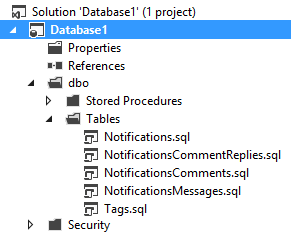 Solution 'Database1' (1 project)
Database1
Properties
References
dbo
Stored Procedures
Tables
Notifications.sql
NotificationsCommentReplies.sql
NotificationsComments.sql
NotificationsMessages.sql
Tags.sql
Security